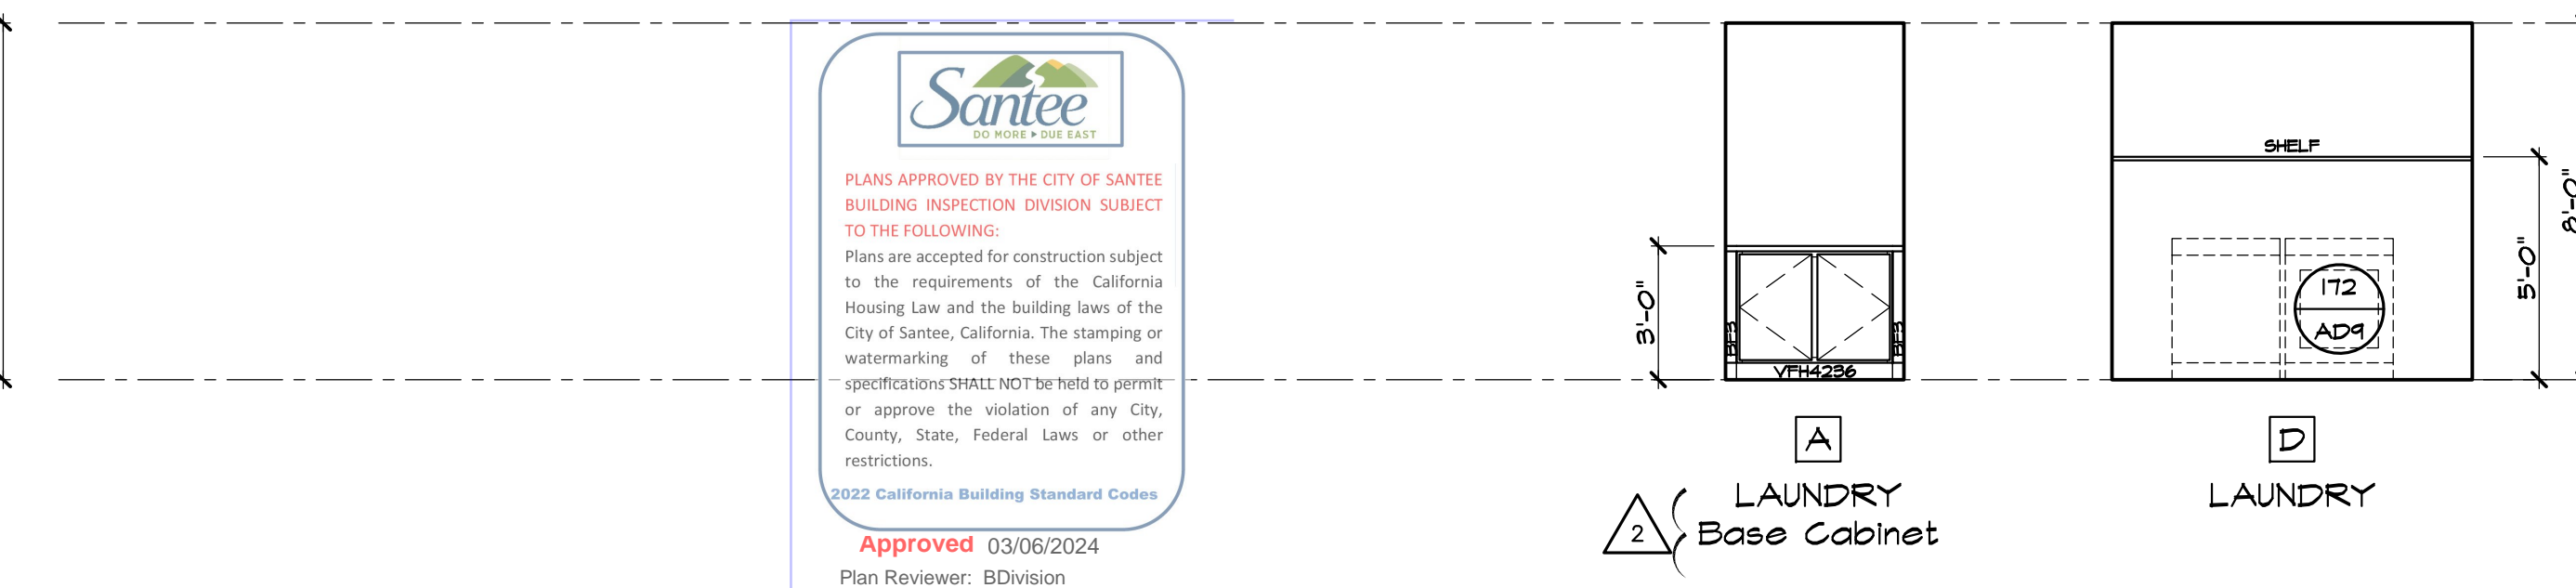 Santee
DO MORE ▸ DUE EAST
PLANS APPROVED BY THE CITY OF SANTEE
BUILDING INSPECTION DIVISION SUBJECT
TO THE FOLLOWING:
Plans are accepted for construction subject
to the requirements of the California
Housing Law and the building laws of the
City of Santee, California. The stamping or
watermarking of these plans and
specifications SHALL NOT be held to permit
or approve the violation of any City,
County, State, Federal Laws or other
restrictions.
2022 California Building Standard Codes
Approved 03/06/2024
Plan Reviewer: BDivision
3'-0"
BF3
BF3
VFH4236
A
LAUNDRY
2
Base Cabinet
SHELF
172
AD9
5'-0"
8'-0"
D
LAUNDRY